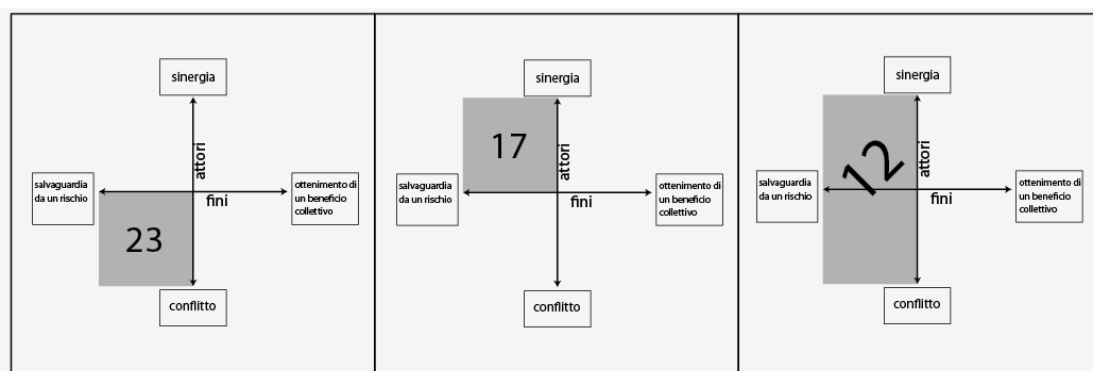 sinergia
attori
salvaguardia
da un rischio
fini
ottenimento di
un beneficio
collettivo
23
conflitto
sinergia
17
attori
salvaguardia
da un rischio
fini
ottenimento di
un beneficio
collettivo
conflitto
sinergia
12
attori
salvaguardia
da un rischio
fini
ottenimento di
un beneficio
collettivo
conflitto